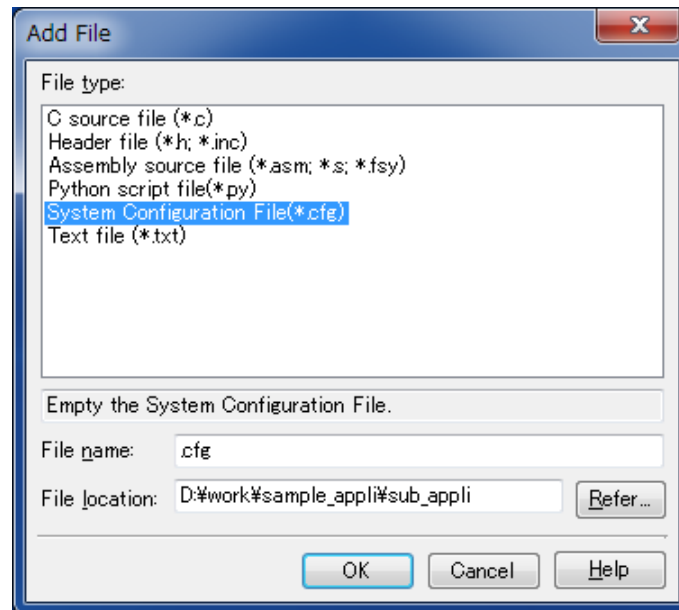 Add File
File type:
C source file (*.c)
Header file (*.h; *.inc)
Assembly source file (*.asm; *.s; *.fsy)
Python script file(*.py)
System Configuration File(*.cfg)
Text file (*.txt)
Empty the System Configuration File.
File name: .cfg
File location: D:¥work¥sample_appli¥sub_appli Refer...
OK Cancel Help